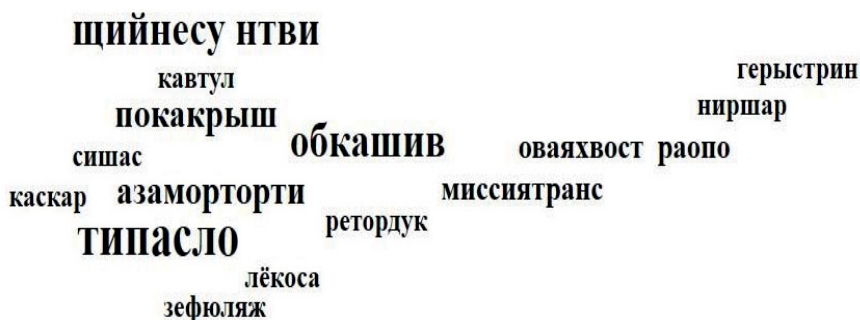 щийнесу нтви
кавтул
герыстрин
покакрыш
ниршар
обкашив
сишас
оваяхвост раопо
каскар
азаморторти
миссиятранс
ретордук
типасло
лёкоса
зефюляж